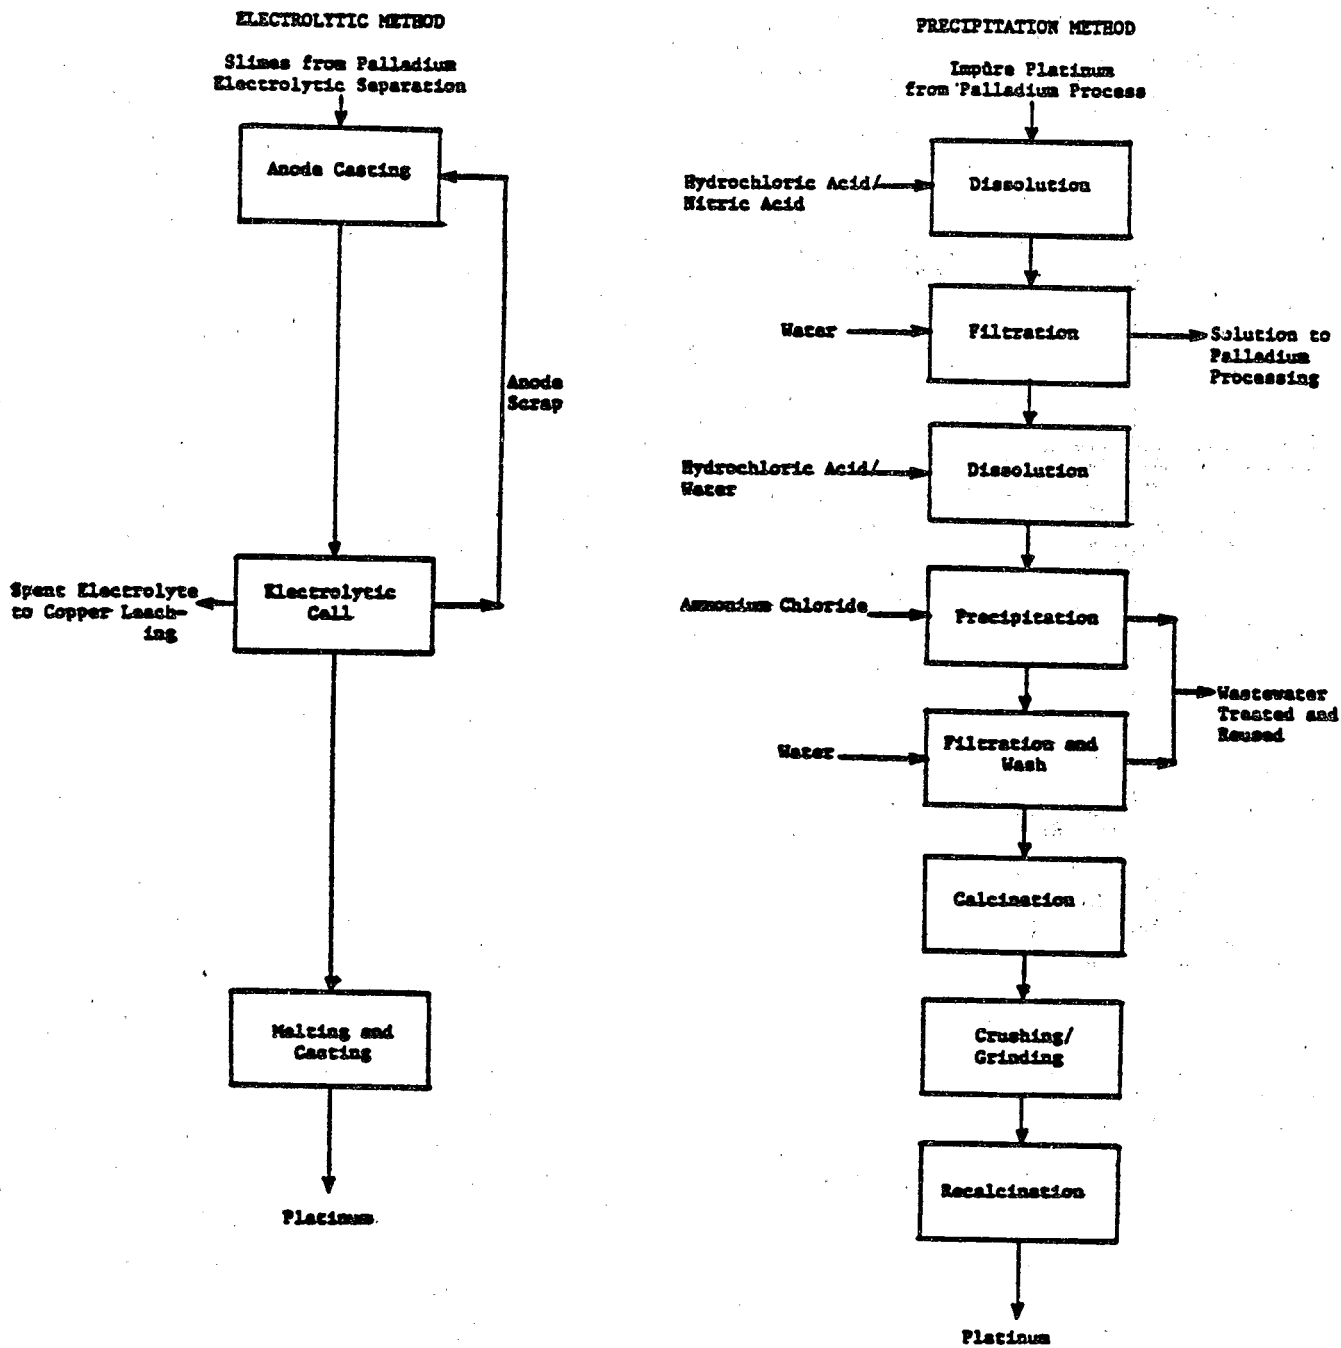 ELECTROLYTIC METHOD
Slimes from Palladium
Electrolytic Separation
Anode Casting
Anode
Scrap
Spent Electrolyte
to Copper Leach-
ing
Electrolytic
Cell
Melting and
Casting
Platinum
PRECIPITATION METHOD
Impure Platinum
from Palladium Process
Hydrochloric Acid/
Nitric Acid
Dissolution
Water
Filtration
Solution to
Palladium
Processing
Hydrochloric Acid/
Water
Dissolution
Ammonium Chloride
Precipitation
Wastewater
Treated and
Reused
Water
Filtration and
Wash
Calcination
Crushing/
Grinding
Recalcination
Platinum